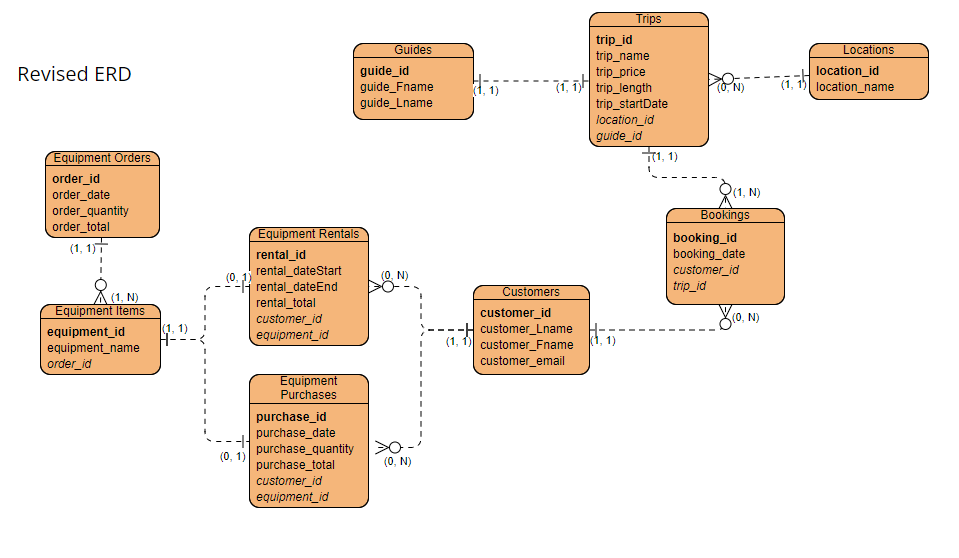 Revised ERD
Guides
guide_id
guide_Fname
guide_Lname
(1, 1)
(1, 1)
Trips
trip_id
trip_name
trip_price
trip_length
trip_startDate
location_id
guide_id
(0, N)
(1, 1)
Locations
location_id
location_name
(1, 1)
(1, N)
Equipment Orders
order_id
order_date
order_quantity
order_total
(1, 1)
(1, N)
Equipment Items
equipment_id
equipment_name
order_id
(1, 1)
Equipment Rentals
rental_id
rental_dateStart
rental_dateEnd
rental_total
customer_id
equipment_id
(0, 1)
(0, N)
Equipment
Purchases
purchase_id
purchase_date
purchase_quantity
purchase_total
customer_id
equipment_id
(0, 1)
(0, N)
Customers
customer_id
customer_Lname
customer_Fname
customer_email
(1, 1)
(1, 1)
Bookings
booking_id
booking_date
customer_id
trip_id
(0, N)